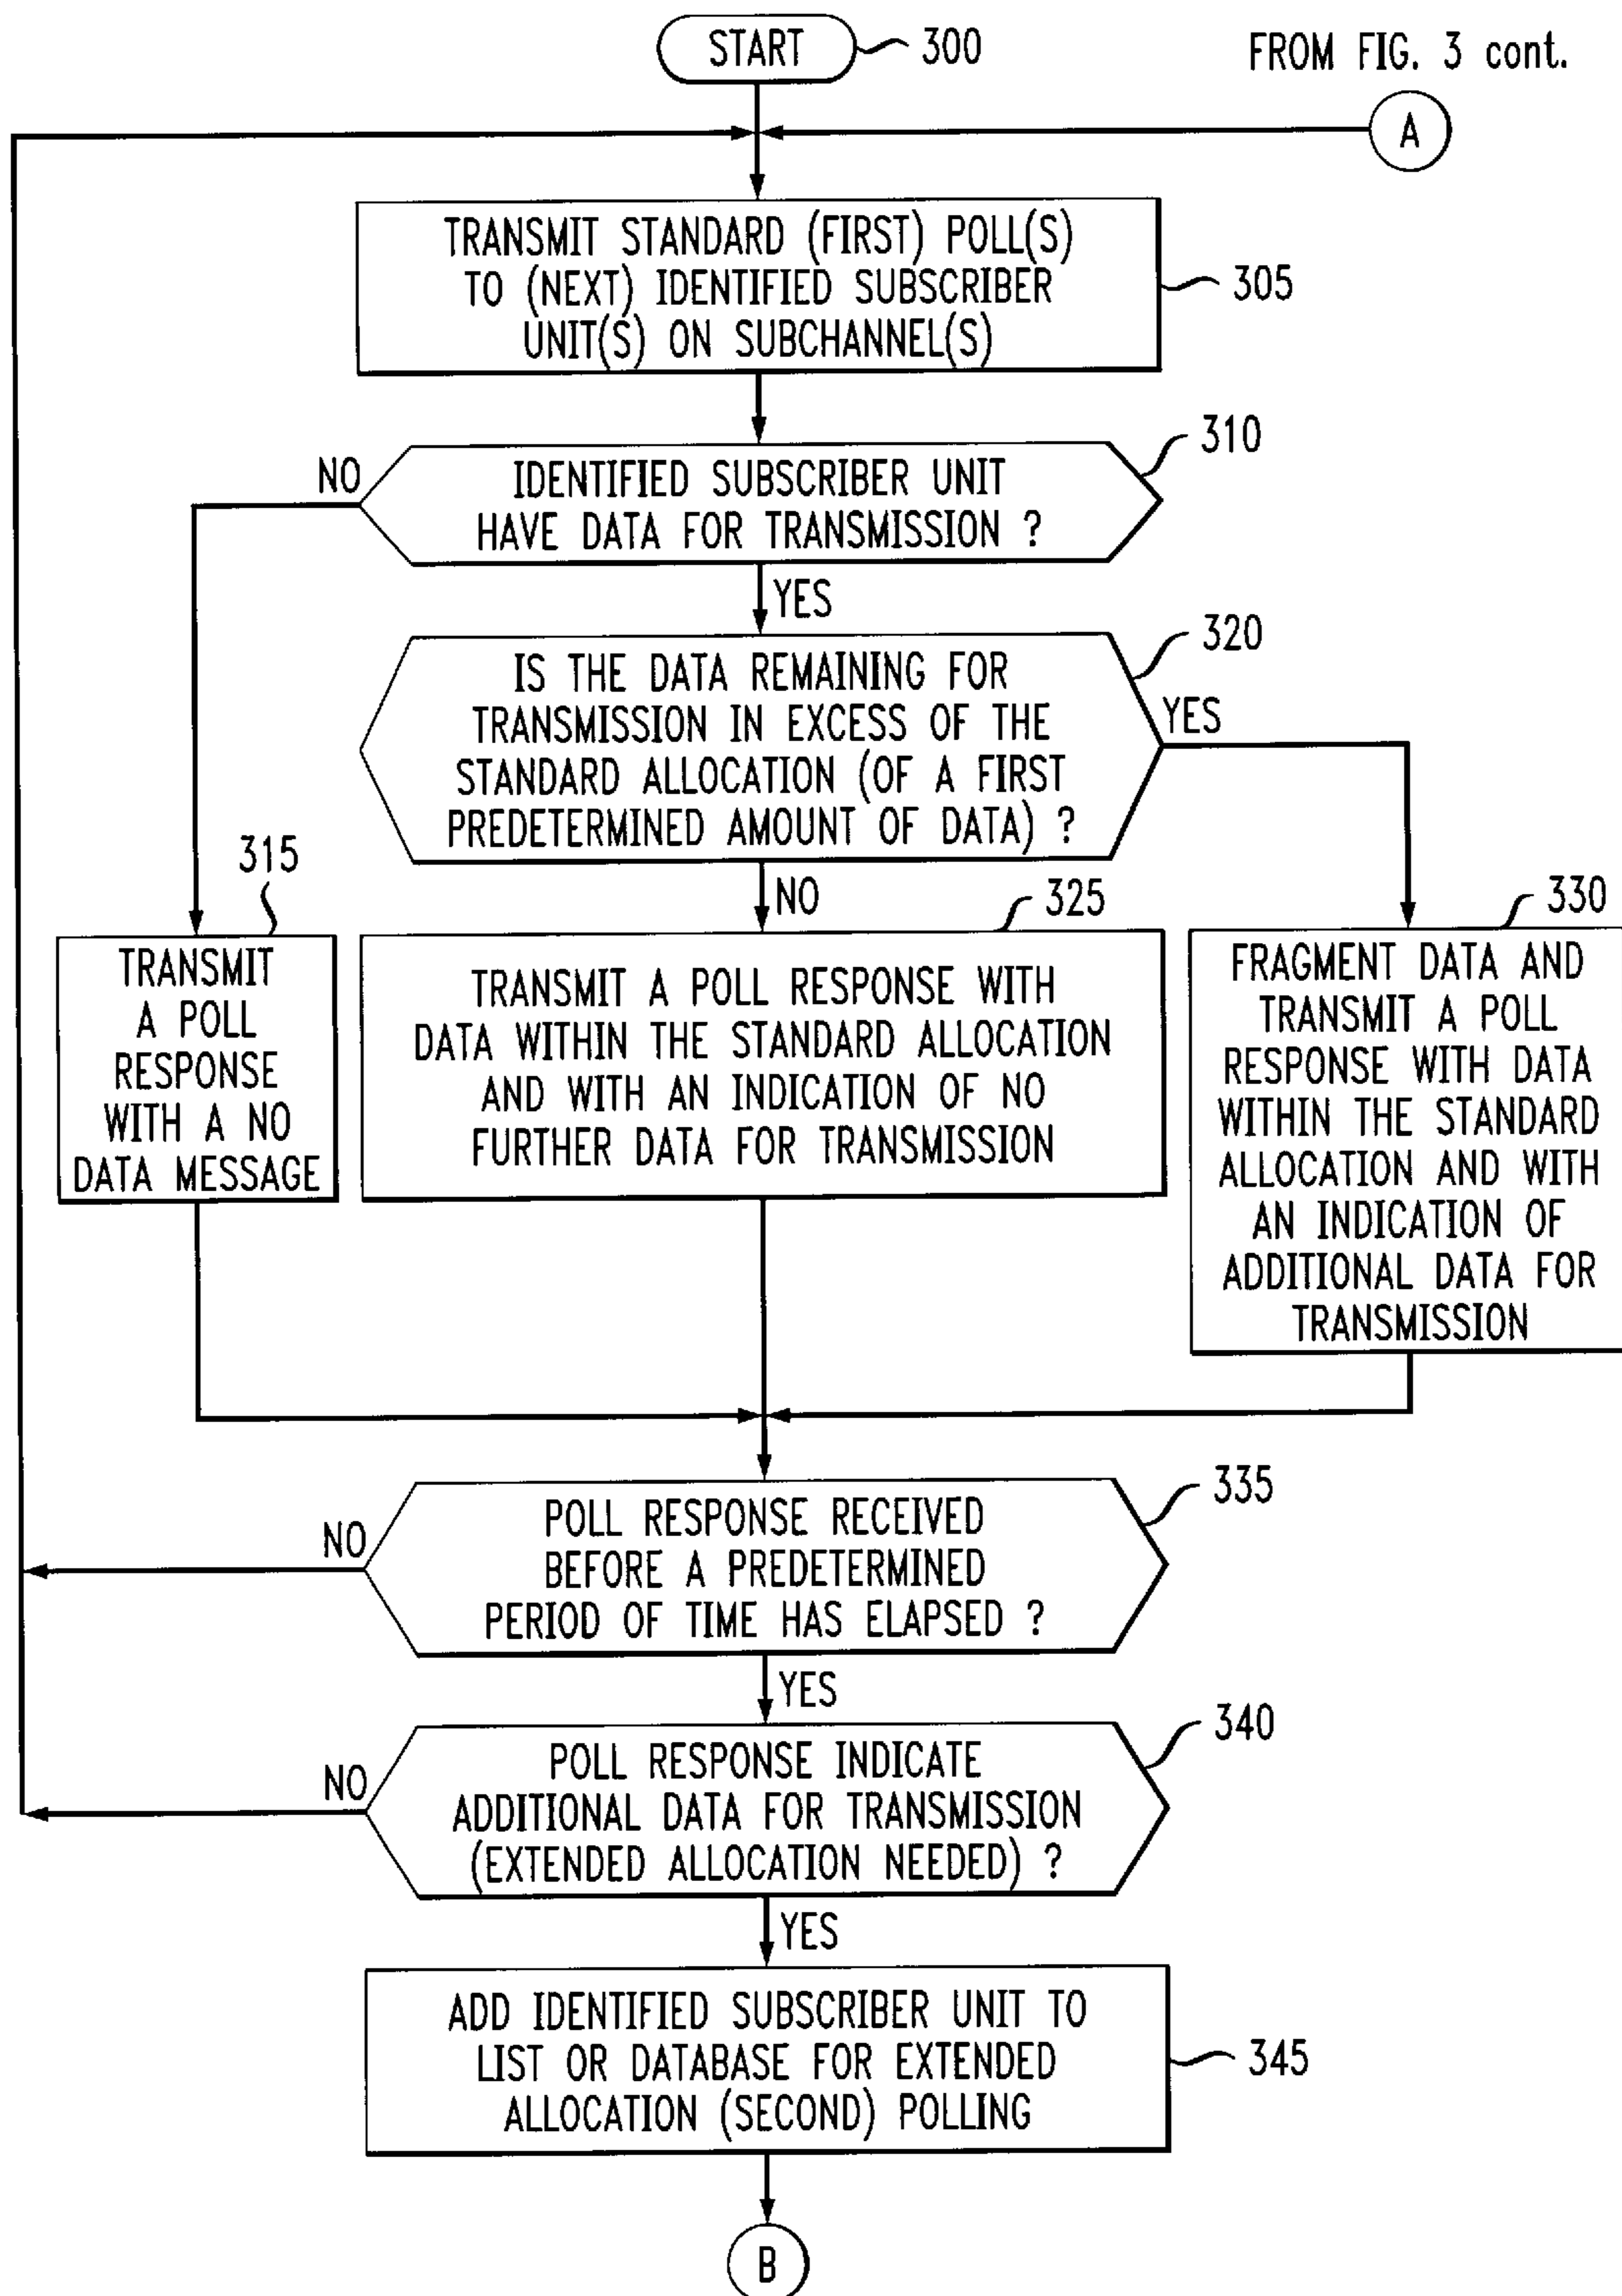 START
300
FROM FIG. 3 cont.
A
TRANSMIT STANDARD (FIRST) POLL(S)
TO (NEXT) IDENTIFIED SUBSCRIBER
UNIT(S) ON SUBCHANNEL(S)
305
310
NO
IDENTIFIED SUBSCRIBER UNIT
HAVE DATA FOR TRANSMISSION ?
YES
320
IS THE DATA REMAINING FOR
TRANSMISSION IN EXCESS OF THE
STANDARD ALLOCATION (OF A FIRST
PREDETERMINED AMOUNT OF DATA) ?
YES
NO
315
TRANSMIT
A POLL
RESPONSE
WITH A NO
DATA MESSAGE
325
TRANSMIT A POLL RESPONSE WITH
DATA WITHIN THE STANDARD ALLOCATION
AND WITH AN INDICATION OF NO
FURTHER DATA FOR TRANSMISSION
330
FRAGMENT DATA AND
TRANSMIT A POLL
RESPONSE WITH DATA
WITHIN THE STANDARD
ALLOCATION AND WITH
AN INDICATION OF
ADDITIONAL DATA FOR
TRANSMISSION
335
NO
POLL RESPONSE RECEIVED
BEFORE A PREDETERMINED
PERIOD OF TIME HAS ELAPSED ?
YES
340
NO
POLL RESPONSE INDICATE
ADDITIONAL DATA FOR TRANSMISSION
(EXTENDED ALLOCATION NEEDED) ?
YES
ADD IDENTIFIED SUBSCRIBER UNIT TO
LIST OR DATABASE FOR EXTENDED
ALLOCATION (SECOND) POLLING
345
B